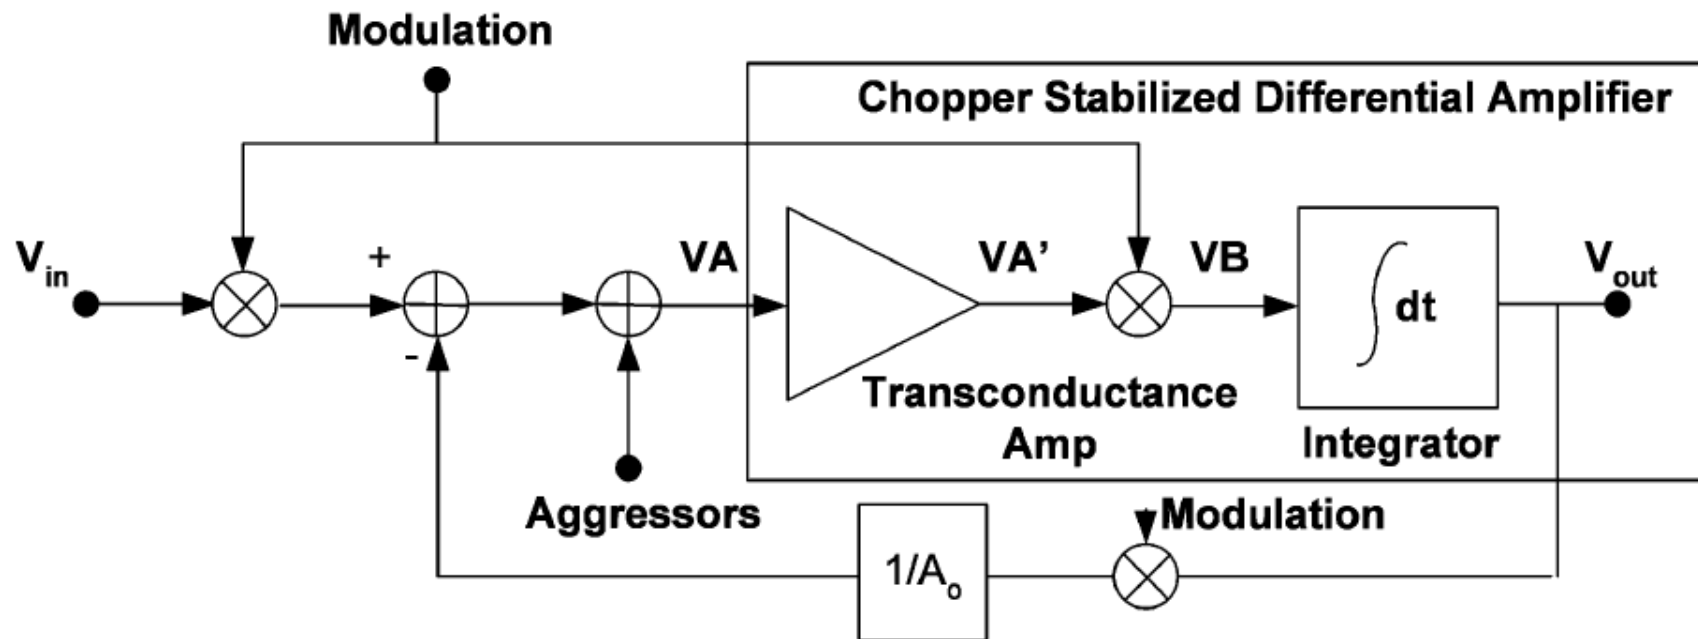 Modulation
Chopper Stabilized Differential Amplifier
V_in
+
-
VA
VA’
VB
∫ dt
V_out
Transconductance
Amp
Integrator
Aggressors
Modulation
1/A_o